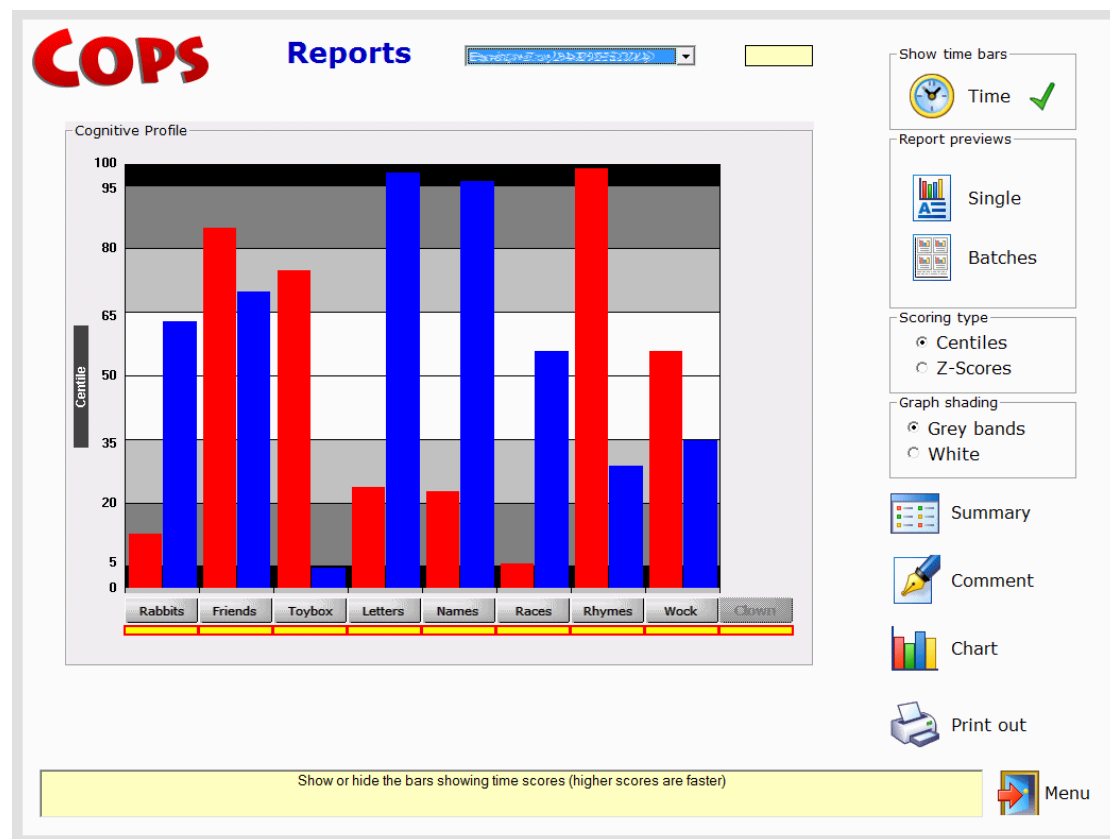 COPS
Reports
Show time bars
Time
Cognitive Profile
Report previews
Single
Batches
100
95
80
65
50
35
20
5
0
Centile
Scoring type
Centiles
Z-Scores
Graph shading
Grey bands
White
Summary
Comment
Rabbits Friends Toybox Letters Names Races Rhymes Wock Clown
Chart
Print out
Show or hide the bars showing time scores (higher scores are faster)
Menu